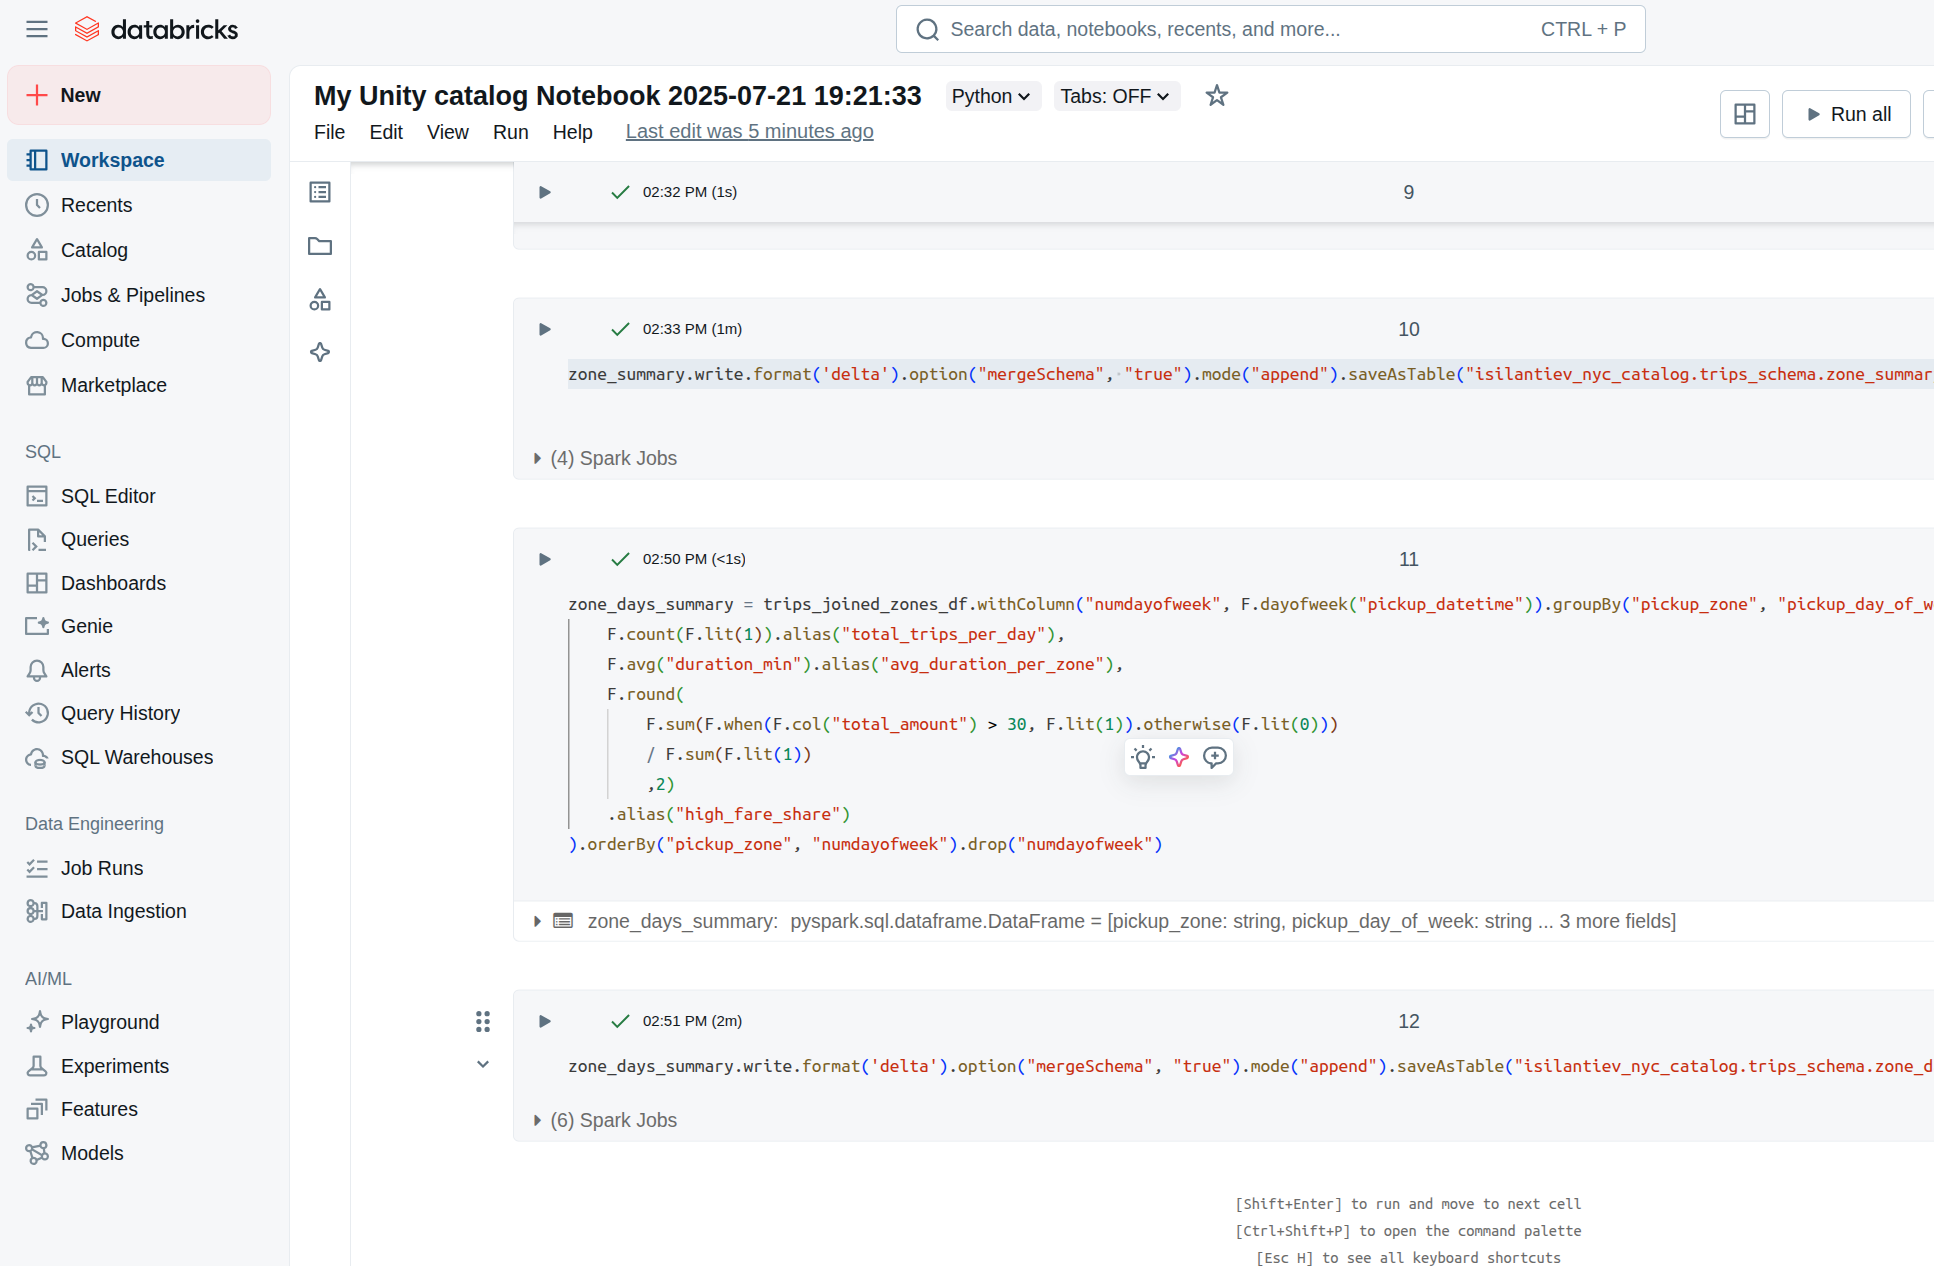 databricks
Search data, notebooks, recents, and more... CTRL + P
New
Workspace
Recents
Catalog
Jobs & Pipelines
Compute
Marketplace
SQL
SQL Editor
Queries
Dashboards
Genie
Alerts
Query History
SQL Warehouses
Data Engineering
Job Runs
Data Ingestion
AI/ML
Playground
Experiments
Features
Models
My Unity catalog Notebook 2025-07-21 19:21:33 Python Tabs: OFF
File Edit View Run Help Last edit was 5 minutes ago
Run all
02:32 PM (1s) 9
02:33 PM (1m) 10
zone_summary.write.format('delta').option("mergeSchema", "true").mode("append").saveAsTable("isilantiev_nyc_catalog.trips_schema.zone_summar
(4) Spark Jobs
02:50 PM (<1s) 11
zone_days_summary = trips_joined_zones_df.withColumn("numdayofweek", F.dayofweek("pickup_datetime")).groupBy("pickup_zone", "pickup_day_of_w
F.count(F.lit(1)).alias("total_trips_per_day"),
F.avg("duration_min").alias("avg_duration_per_zone"),
F.round(
F.sum(F.when(F.col("total_amount") > 30, F.lit(1)).otherwise(F.lit(0)))
/ F.sum(F.lit(1))
,2)
.alias("high_fare_share")
).orderBy("pickup_zone", "numdayofweek").drop("numdayofweek")
zone_days_summary: pyspark.sql.dataframe.DataFrame = [pickup_zone: string, pickup_day_of_week: string ... 3 more fields]
02:51 PM (2m) 12
zone_days_summary.write.format('delta').option("mergeSchema", "true").mode("append").saveAsTable("isilantiev_nyc_catalog.trips_schema.zone_d
(6) Spark Jobs
[Shift+Enter] to run and move to next cell
[Ctrl+Shift+P] to open the command palette
[Esc H] to see all keyboard shortcuts